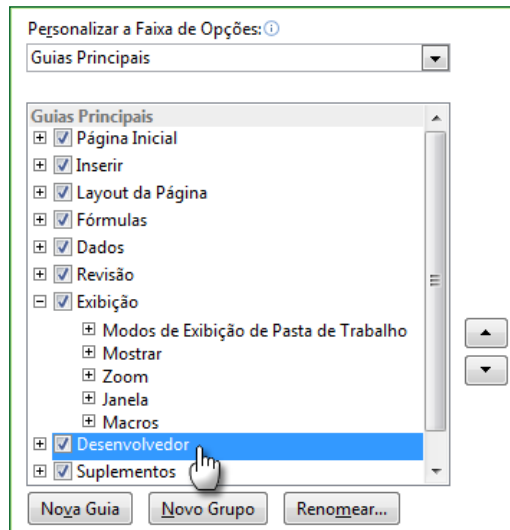 Personalizar a Faixa de Opções:
Guias Principais
Guias Principais
Página Inicial
Inserir
Layout da Página
Fórmulas
Dados
Revisão
Exibição
Modos de Exibição de Pasta de Trabalho
Mostrar
Zoom
Janela
Macros
Desenvolvedor
Suplementos
Nova Guia Novo Grupo Renomear...